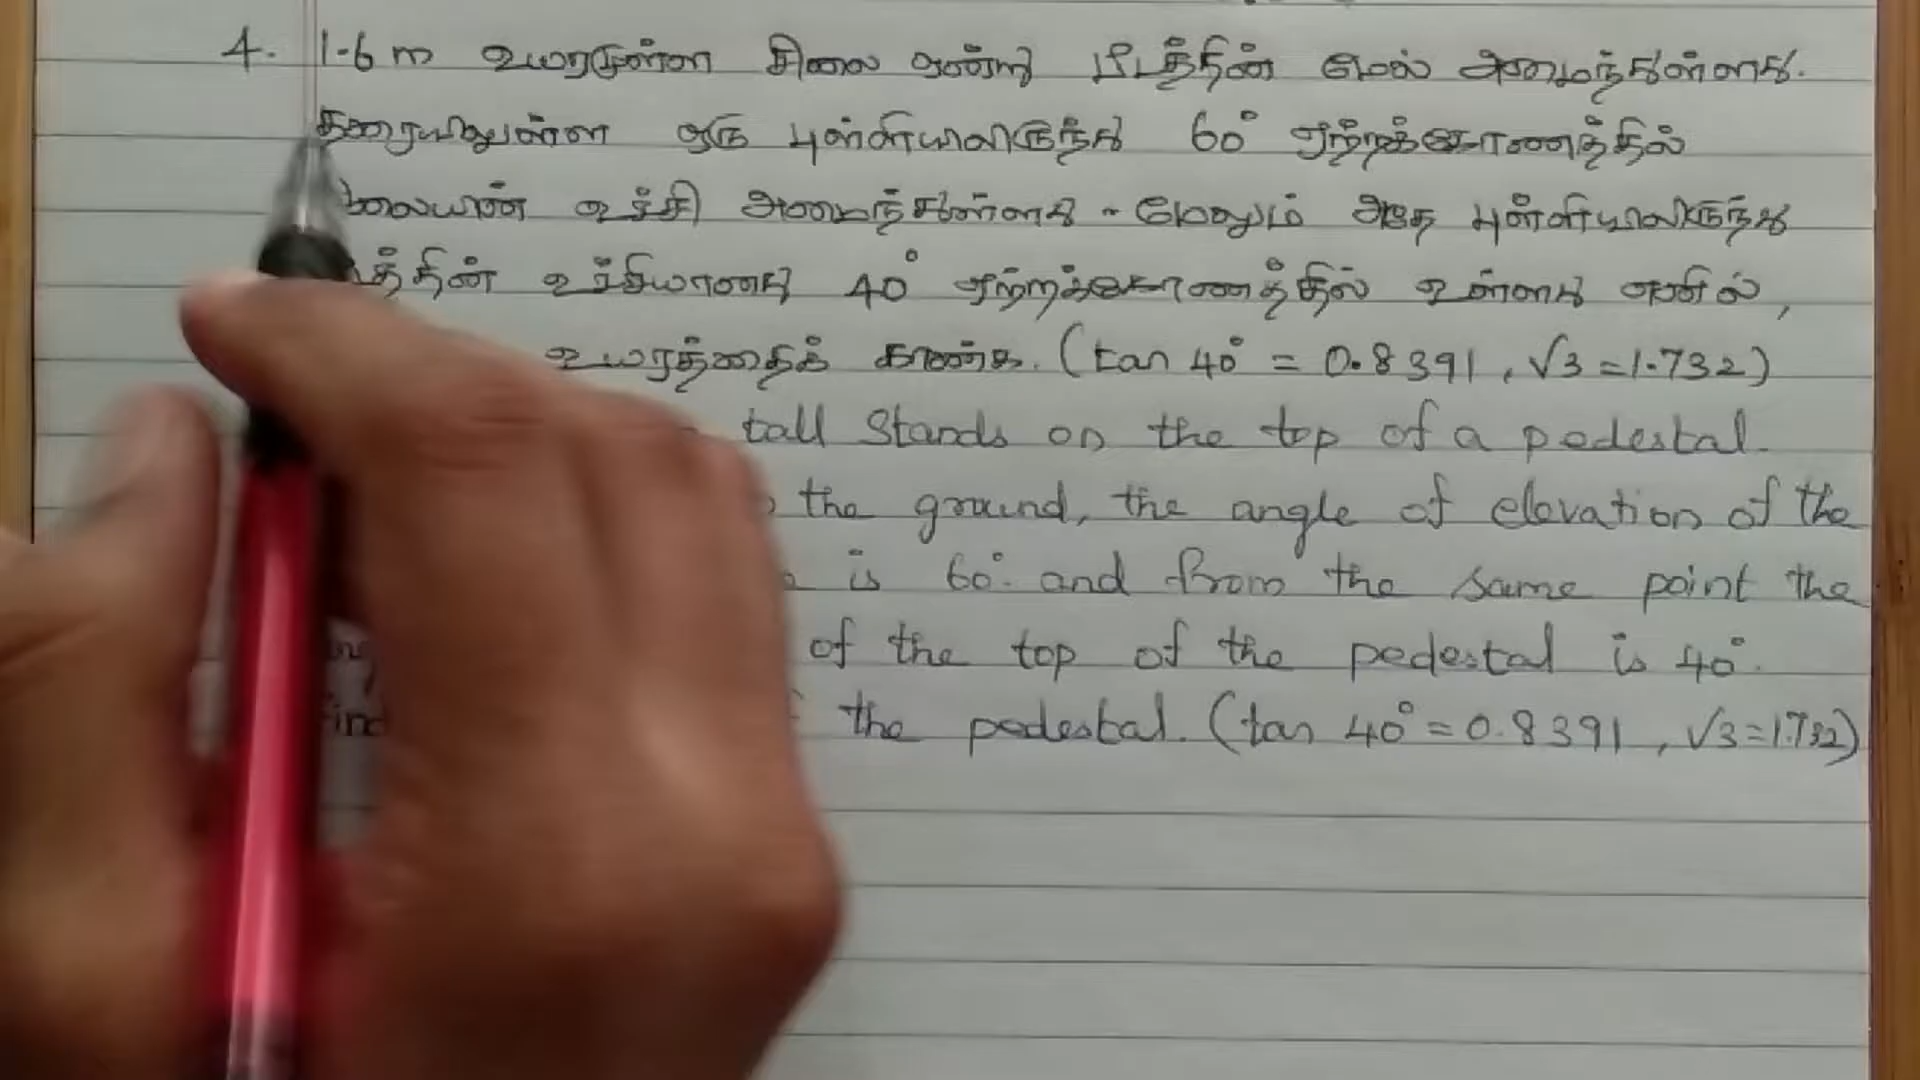 4. 1.6 m உயரமுள்ள சிலை ஒன்று பீடத்தின் மேல் அமைந்துள்ளது.
தரையிலுள்ள ஒரு புள்ளியிலிருந்து 60° ஏற்றக்கோணத்தில்
உச்சி அமைந்துள்ளது. மேலும் அதே புள்ளியிலிருந்து
உச்சியானது 40° ஏற்றக்கோணத்தில் உள்ளது எனில்,
உயரத்தைக் காண்க. (tan 40° = 0.8391, √3 = 1.732)
tall stands on the top of a pedestal.
the ground, the angle of elevation of the
is 60° and from the same point the
of the top of the pedestal is 40°.
Find the pedestal. (tan 40° = 0.8391, √3 = 1.732)